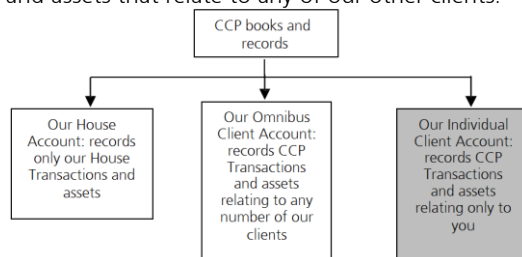 and assets that relate to any of our other clients.
CCP books and
records
Our House
Account: records
only our House
Transactions and
assets
Our Omnibus
Client Account:
records CCP
Transactions
and assets
relating to any
number of our
clients
Our Individual
Client Account:
records CCP
Transactions
and assets
relating only to
you